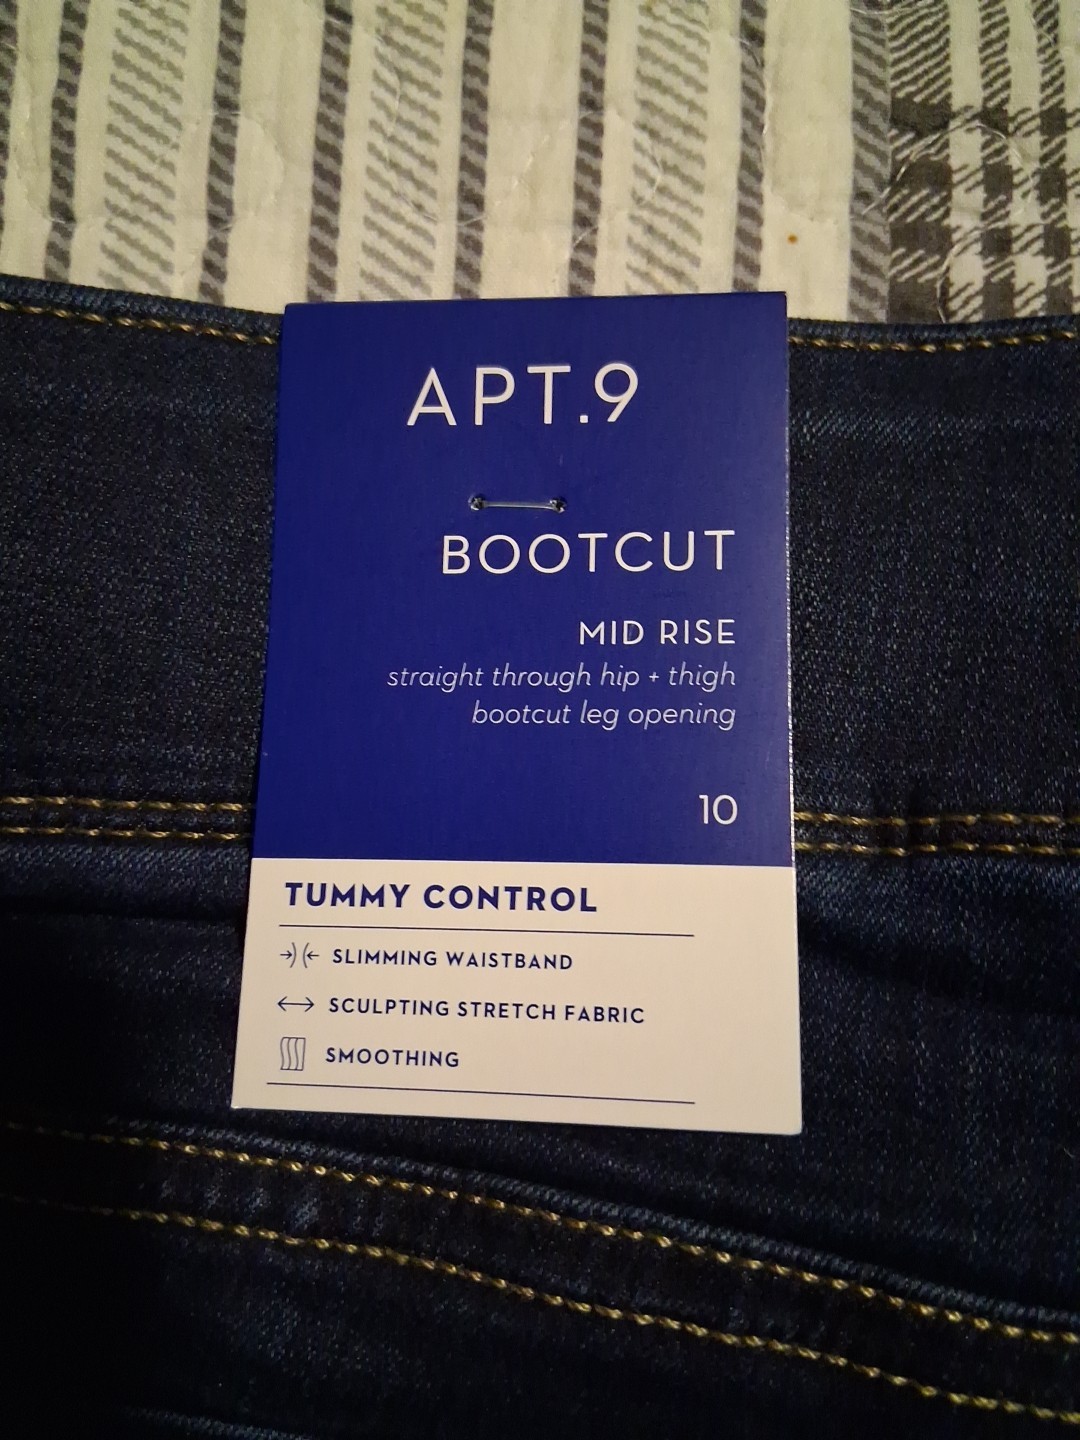 APT.9
BOOTCUT
MID RISE
straight through hip + thigh
bootcut leg opening
10
TUMMY CONTROL
SLIMMING WAISTBAND
SCULPTING STRETCH FABRIC
SMOOTHING